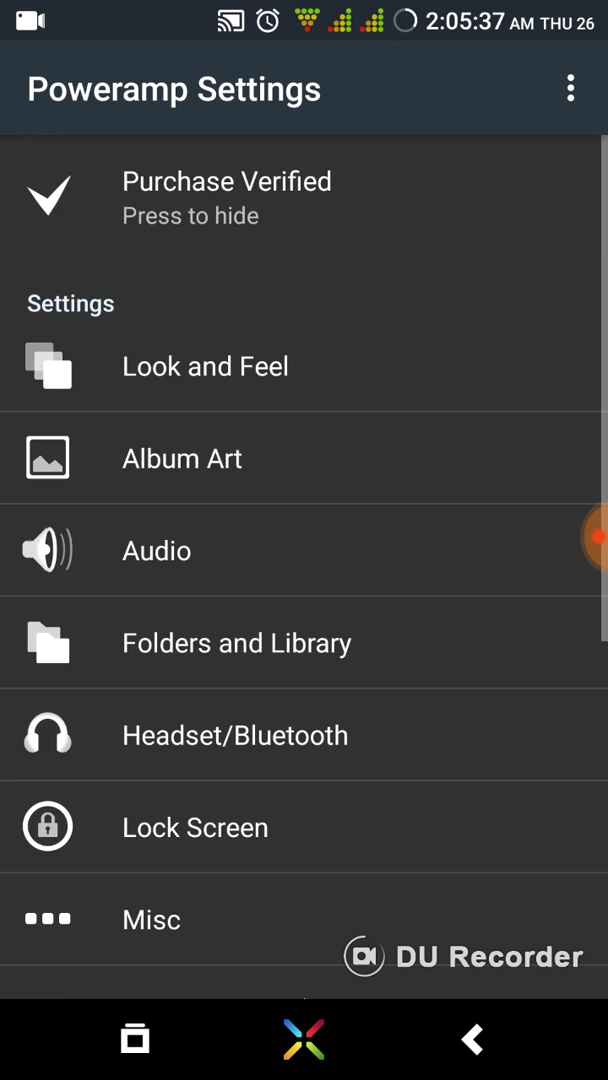 2:05:37 AM THU 26
Poweramp Settings
Purchase Verified
Press to hide
Settings
Look and Feel
Album Art
Audio
Folders and Library
Headset/Bluetooth
Lock Screen
Misc
DU Recorder